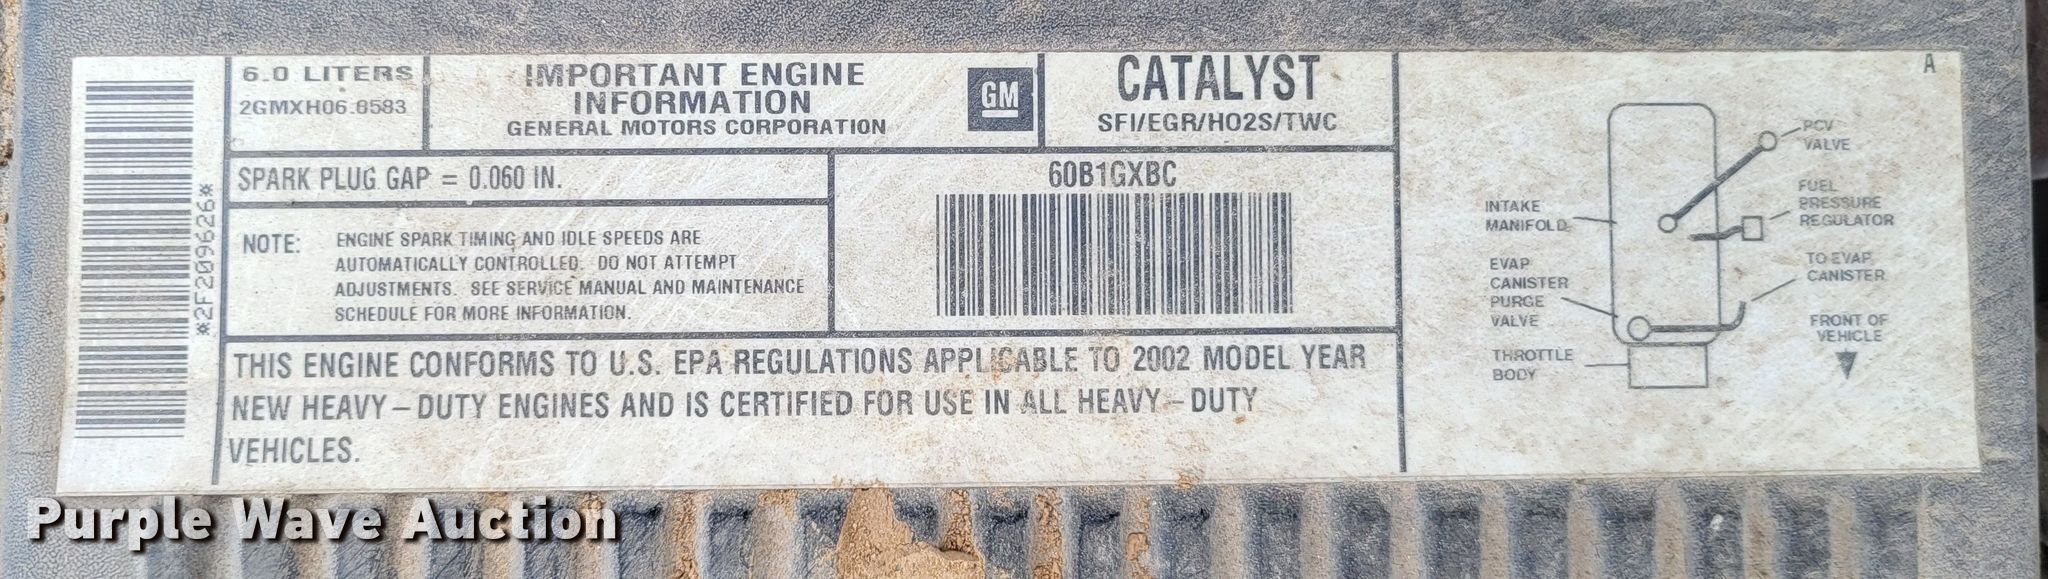 *2F2209626*
6.0 LITERS
2GMXH06.0583
IMPORTANT ENGINE
INFORMATION
GENERAL MOTORS CORPORATION
GM
CATALYST
SFI/EGR/HO2S/TWC
SPARK PLUG GAP = 0.060 IN.
60B1GXBC
NOTE: ENGINE SPARK TIMING AND IDLE SPEEDS ARE
AUTOMATICALLY CONTROLLED. DO NOT ATTEMPT
ADJUSTMENTS. SEE SERVICE MANUAL AND MAINTENANCE
SCHEDULE FOR MORE INFORMATION.
THIS ENGINE CONFORMS TO U.S. EPA REGULATIONS APPLICABLE TO 2002 MODEL YEAR
NEW HEAVY-DUTY ENGINES AND IS CERTIFIED FOR USE IN ALL HEAVY-DUTY
VEHICLES.
A
PCV
VALVE
FUEL
PRESSURE
REGULATOR
INTAKE
MANIFOLD
TO EVAP.
CANISTER
EVAP
CANISTER
PURGE
VALVE
FRONT OF
VEHICLE
THROTTLE
BODY
Purple Wave Auction